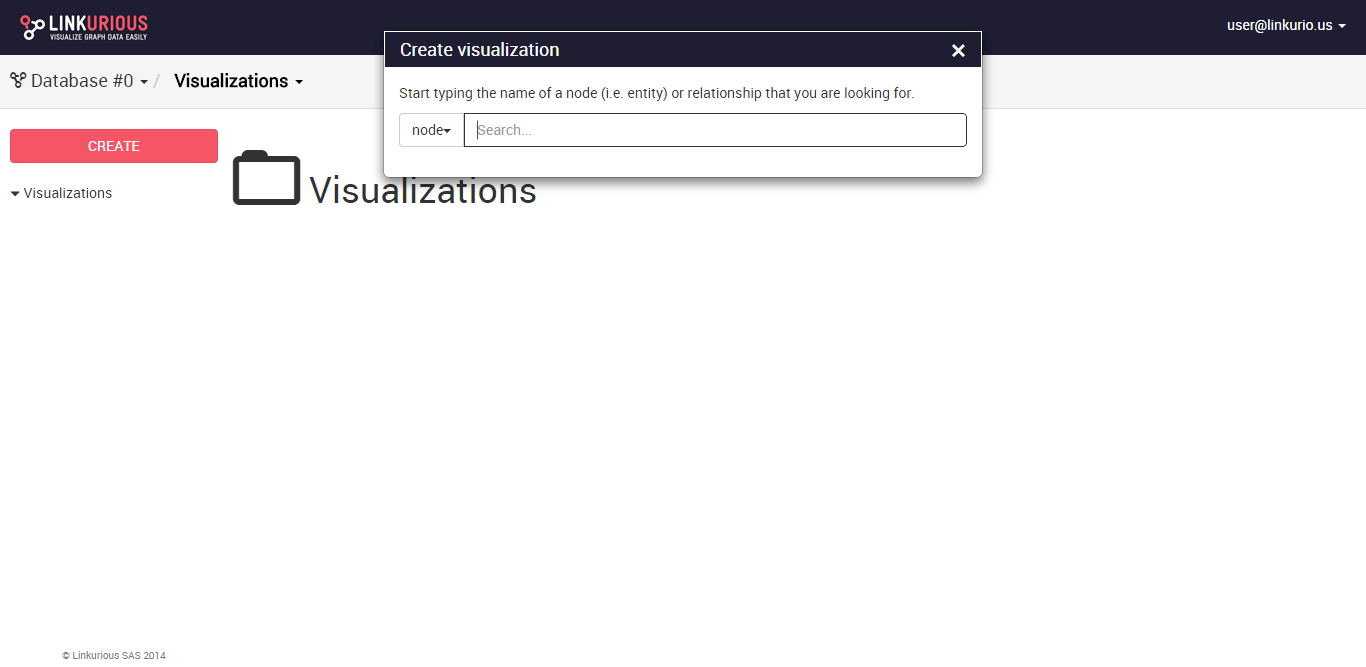 LINKURIOUS
VISUALIZE GRAPH DATA EASILY
user@linkurio.us
Database #0 / Visualizations
Create visualization
Start typing the name of a node (i.e. entity) or relationship that you are looking for.
node Search...
CREATE
Visualizations
Visualizations
© Linkurious SAS 2014